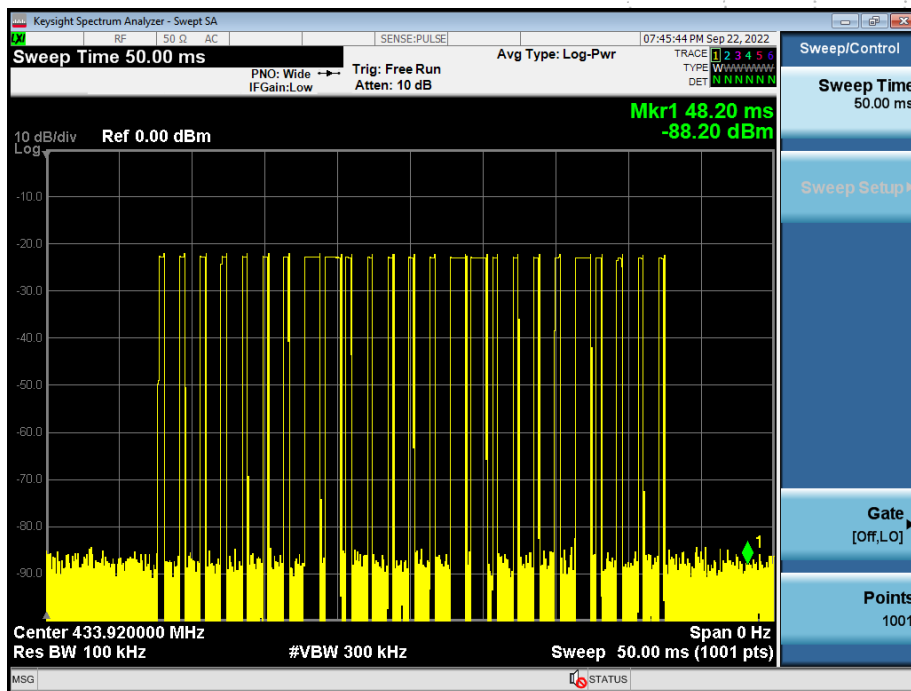 Keysight Spectrum Analyzer - Swept SA
LXI RF 50 Ω AC SENSE:PULSE 07:45:44 PM Sep 22, 2022
Sweep Time 50.00 ms
PNO: Wide
IFGain:Low
Trig: Free Run
Atten: 10 dB
Avg Type: Log-Pwr
TRACE 1 2 3 4 5 6
TYPE WWWWWW
DET N N N N N N
Mkr1 48.20 ms
-88.20 dBm
10 dB/div Ref 0.00 dBm
Log
-10.0
-20.0
-30.0
-40.0
-50.0
-60.0
-70.0
-80.0
-90.0
1
Center 433.920000 MHz Span 0 Hz
Res BW 100 kHz #VBW 300 kHz Sweep 50.00 ms (1001 pts)
MSG STATUS
Sweep/Control
Sweep Time
50.00 ms
Sweep Setup
Gate
[Off,LO]
Points
1001